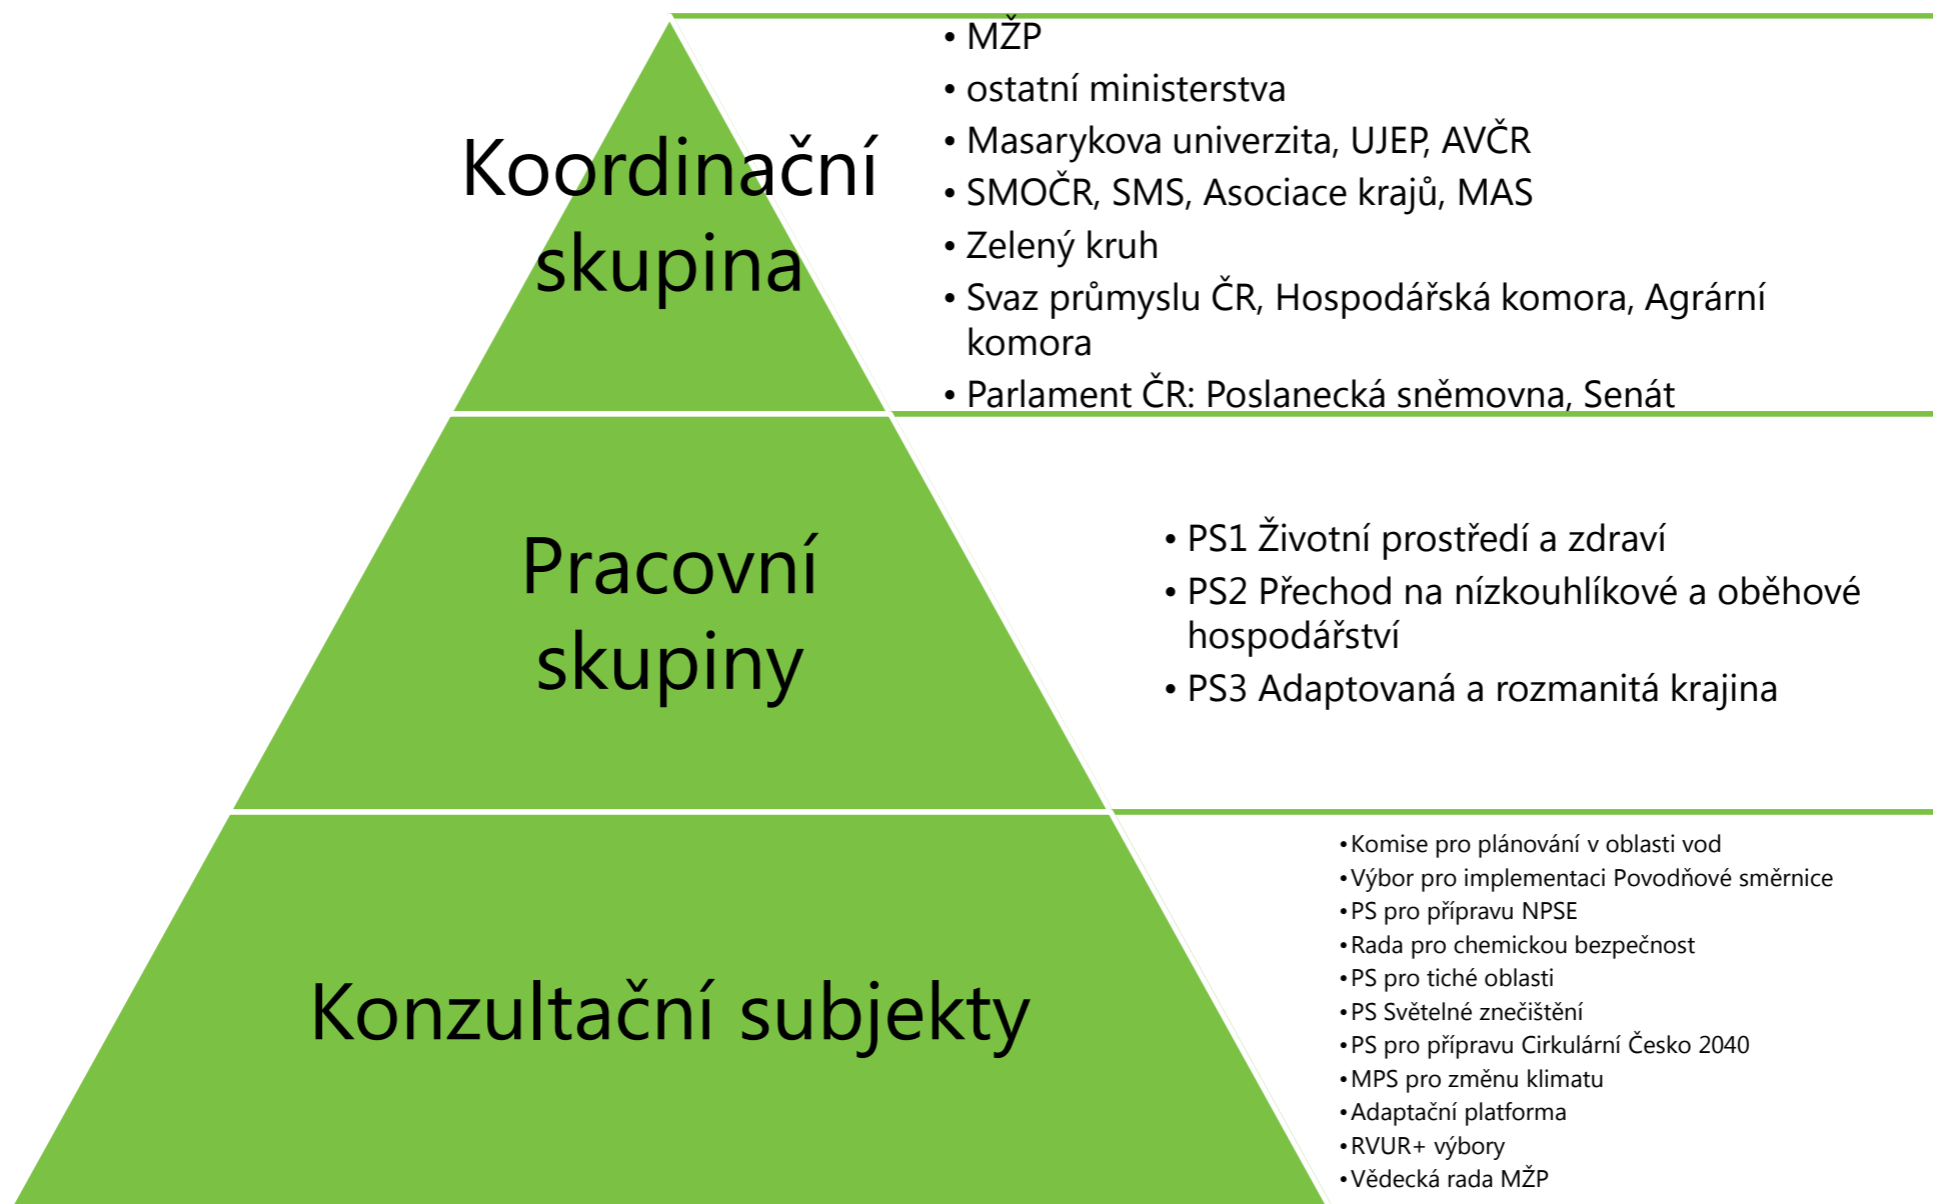 Koordinační
skupina
• MŽP
• ostatní ministerstva
• Masarykova univerzita, UJEP, AVČR
• SMOČR, SMS, Asociace krajů, MAS
• Zelený kruh
• Svaz průmyslu ČR, Hospodářská komora, Agrární
komora
• Parlament ČR: Poslanecká sněmovna, Senát
Pracovní
skupiny
• PS1 Životní prostředí a zdraví
• PS2 Přechod na nízkouhlíkové a oběhové
hospodářství
• PS3 Adaptovaná a rozmanitá krajina
Konzultační subjekty
•Komise pro plánování v oblasti vod
•Výbor pro implementaci Povodňové směrnice
•PS pro přípravu NPSE
•Rada pro chemickou bezpečnost
•PS pro tiché oblasti
•PS Světelné znečištění
•PS pro přípravu Cirkulární Česko 2040
•MPS pro změnu klimatu
•Adaptační platforma
•RVUR+ výbory
•Vědecká rada MŽP